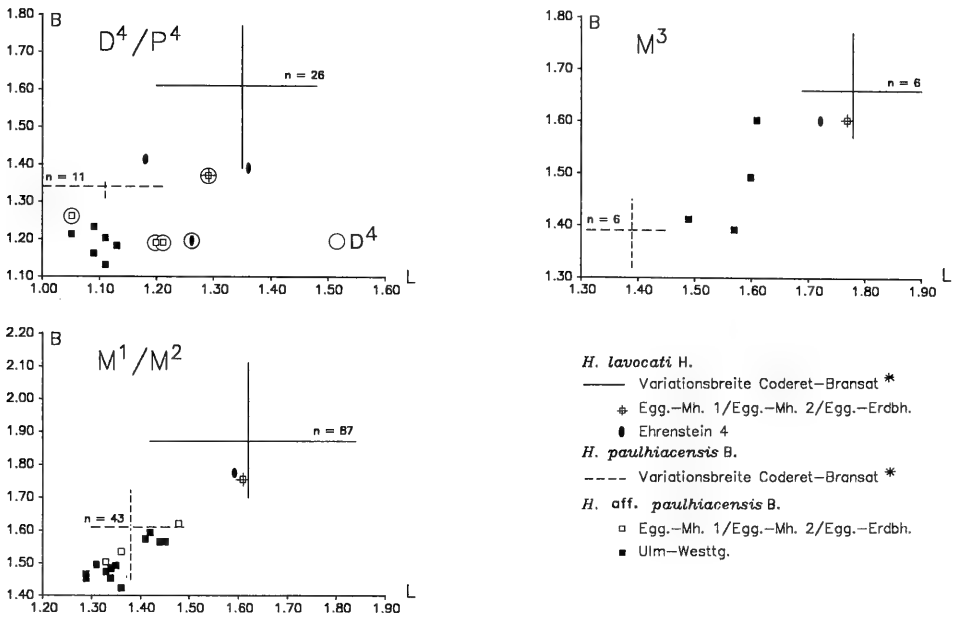 1.80
B
D⁴/P⁴
1.70
n = 26
1.60
1.50
1.40
n = 11
1.30
1.20
D⁴
1.10
1.00 1.10 1.20 1.30 1.40 1.50 1.60
L
1.80
B
M³
1.70
n = 6
1.60
1.50
1.40
n = 6
1.30
1.30 1.40 1.50 1.60 1.70 1.80 1.90
L
2.20
B
M¹/M²
2.10
2.00
1.90
n = 87
1.80
1.70
n = 43
1.60
1.50
1.40
1.20 1.30 1.40 1.50 1.60 1.70 1.80 1.90
L
H. lavocati H.
Variationsbreite Coderet–Bransat *
Egg.–Mh. 1/Egg.–Mh. 2/Egg.–Erdbh.
Ehrenstein 4
H. paulhiacensis B.
Variationsbreite Coderet–Bransat *
H. aff. paulhiacensis B.
Egg.–Mh. 1/Egg.–Mh. 2/Egg.–Erdbh.
Ulm–Westtg.